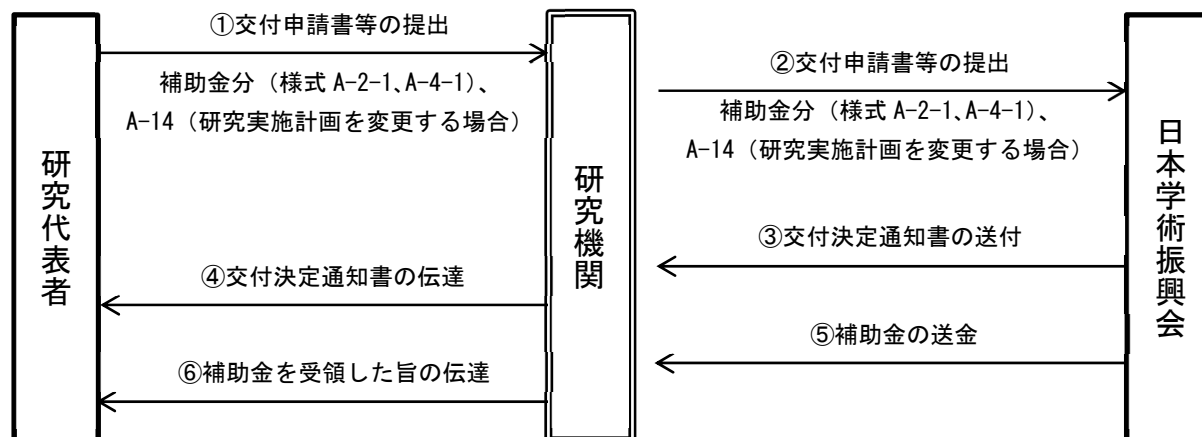 ①交付申請書等の提出
補助金分（様式 A-2-1、A-4-1）、
A-14（研究実施計画を変更する場合）
②交付申請書等の提出
補助金分（様式 A-2-1、A-4-1）、
A-14（研究実施計画を変更する場合）
研究代表者
研究機関
日本学術振興会
③交付決定通知書の送付
④交付決定通知書の伝達
⑤補助金の送金
⑥補助金を受領した旨の伝達